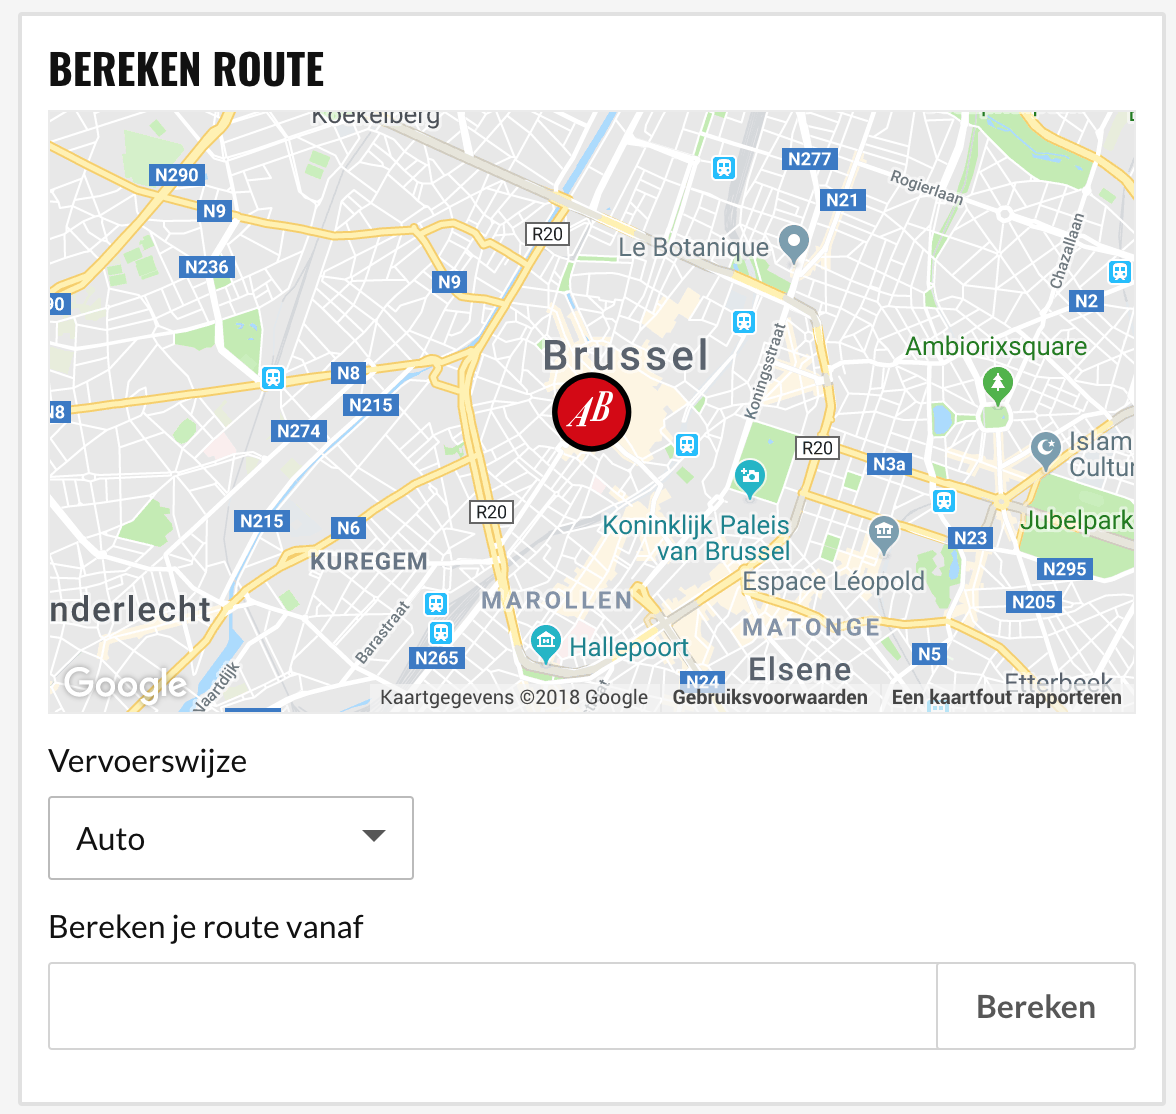 BEREKEN ROUTE
Koekelberg
N290
N277
Rogierlaan
N9
N21
Chazallaan
R20
Le Botanique
N236
N9
N2
90
Koningsstraat
Brussel
Ambiorixsquare
N8
N215
N8
AB
N274
R20
Islam
Cultur
N3a
R20
N215
N6
Koninklijk Paleis
van Brussel
Jubelpark
N23
KUREGEM
N295
Espace Léopold
MAROLLEN
N205
nderlecht
Barastraat
MATONGE
Hallepoort
N265
N5
Elsene
N24
Etterbeek
Vaartdijk
Google
Kaartgegevens ©2018 Google
Gebruiksvoorwaarden
Een kaartfout rapporteren
Vervoerswijze
Auto
Bereken je route vanaf
Bereken